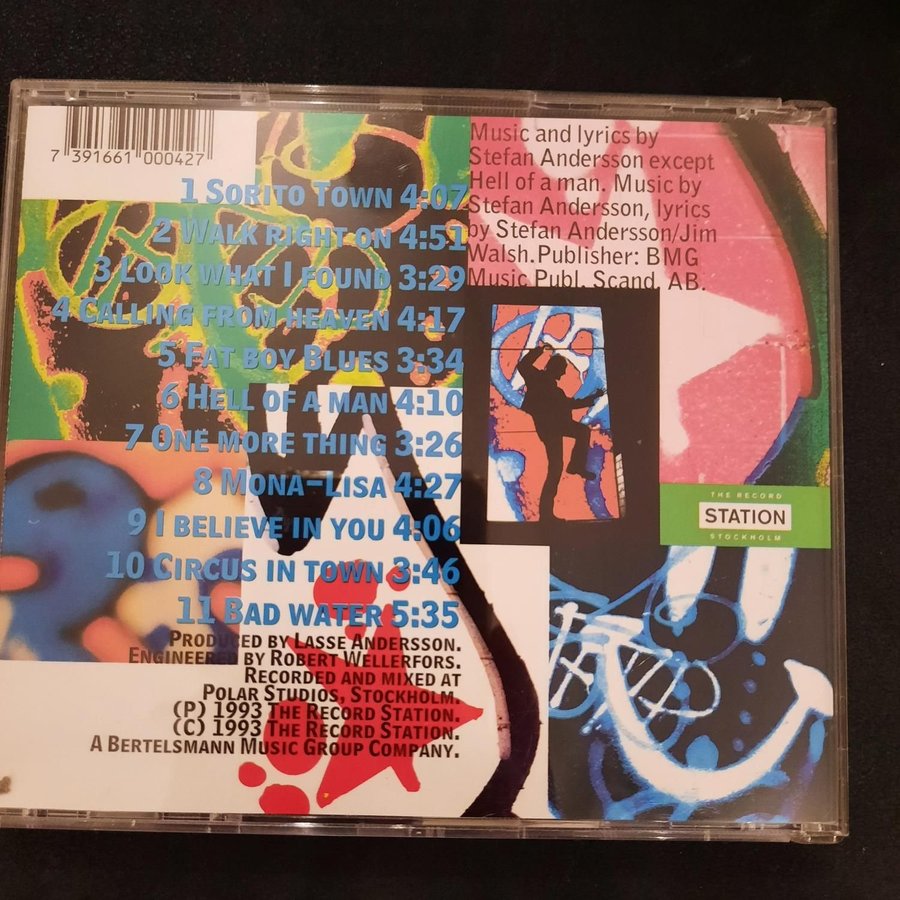 7 391661 000427
1 SORITO TOWN 4:07
2 WALK RIGHT ON 4:51
3 LOOK WHAT I FOUND 3:29
4 CALLING FROM HEAVEN 4:17
5 FAT BOY BLUES 3:34
6 HELL OF A MAN 4:10
7 ONE MORE THING 3:26
8 MONA-LISA 4:27
9 I BELIEVE IN YOU 4:06
10 CIRCUS IN TOWN 3:46
11 BAD WATER 5:35
PRODUCED BY LASSE ANDERSSON.
ENGINEERED BY ROBERT WELLERFORS.
RECORDED AND MIXED AT
POLAR STUDIOS, STOCKHOLM.
(P) 1993 THE RECORD STATION.
(C) 1993 THE RECORD STATION.
A BERTELSMANN MUSIC GROUP COMPANY.
Music and lyrics by
Stefan Andersson except
Hell of a man. Music by
Stefan Andersson, lyrics
by Stefan Andersson/Jim
Walsh. Publisher: BMG
Music Publ. Scand. AB.
THE RECORD
STATION
STOCKHOLM